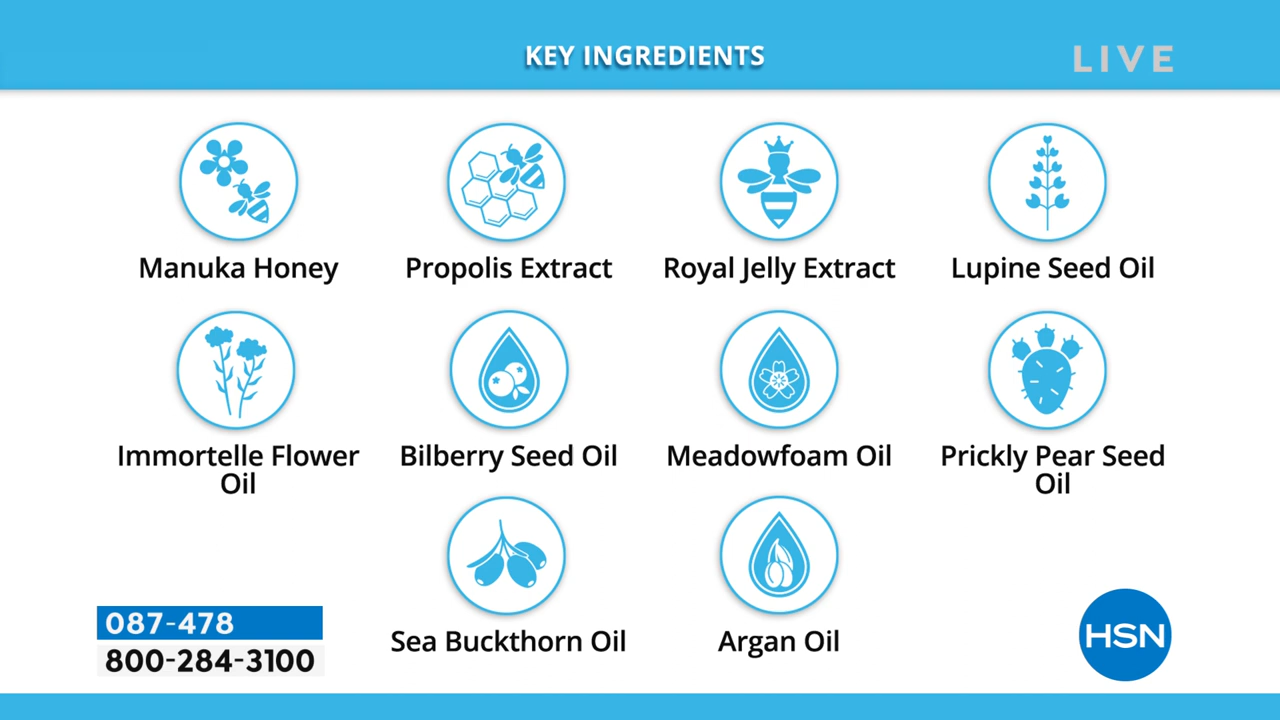 KEY INGREDIENTS
LIVE
Manuka Honey
Propolis Extract
Royal Jelly Extract
Lupine Seed Oil
Immortelle Flower
Oil
Bilberry Seed Oil
Meadowfoam Oil
Prickly Pear Seed
Oil
Sea Buckthorn Oil
Argan Oil
087-478
800-284-3100
HSN